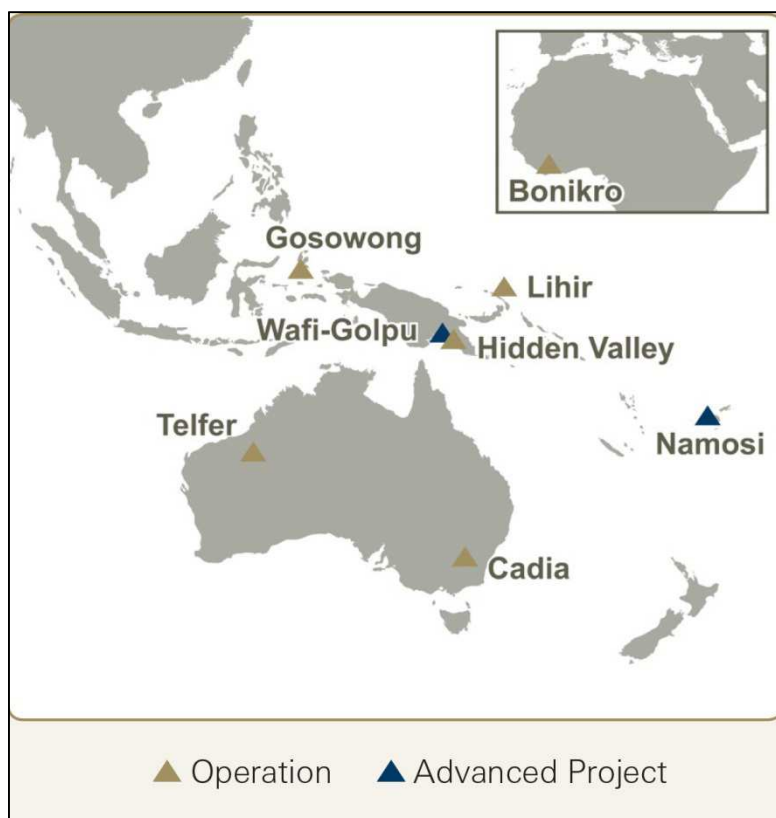 Bonikro
Gosowong
Lihir
Wafi-Golpu
Hidden Valley
Telfer
Namosi
Cadia
Operation
Advanced Project